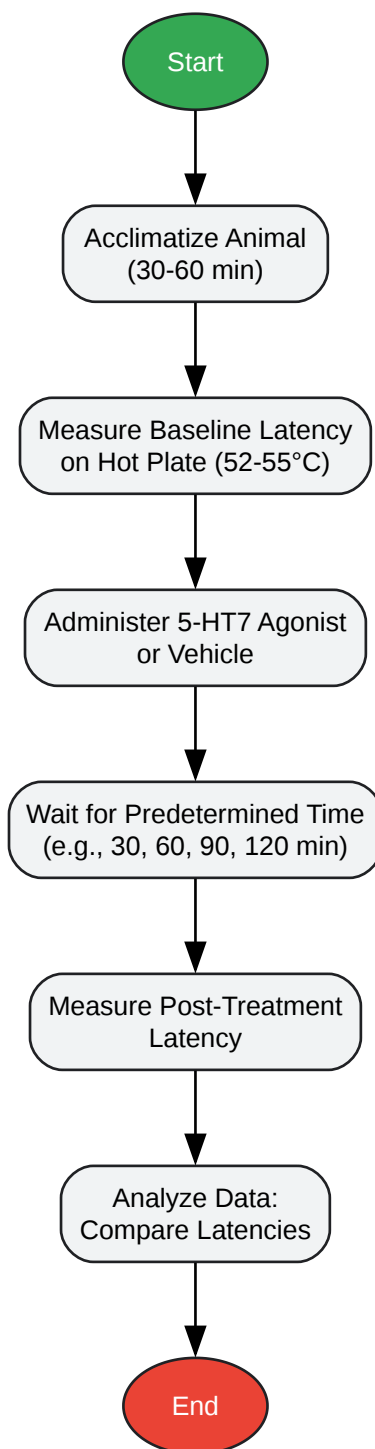 Start
Acclimatize Animal
(30-60 min)
Measure Baseline Latency
on Hot Plate (52-55°C)
Administer 5-HT7 Agonist
or Vehicle
Wait for Predetermined Time
(e.g., 30, 60, 90, 120 min)
Measure Post-Treatment
Latency
Analyze Data:
Compare Latencies
End